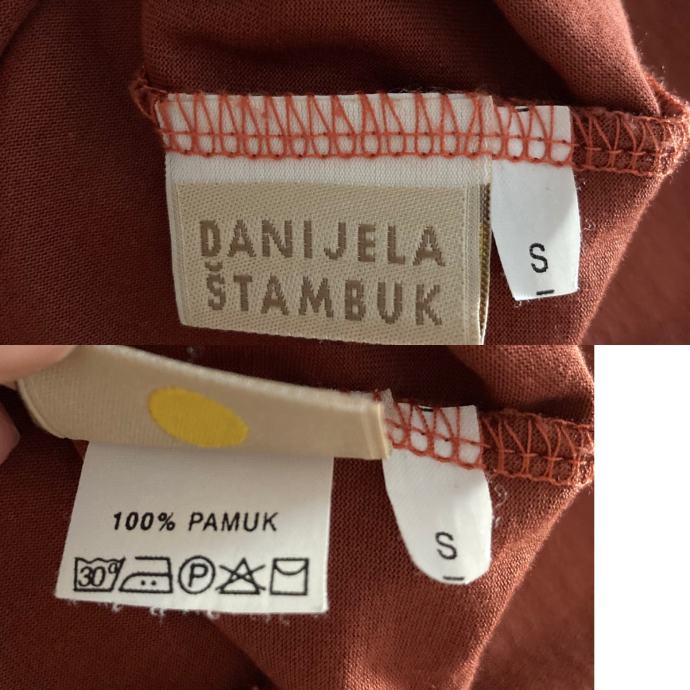 DANIJELA
ŠTAMBUK
S
100% PAMUK
30°
P
S